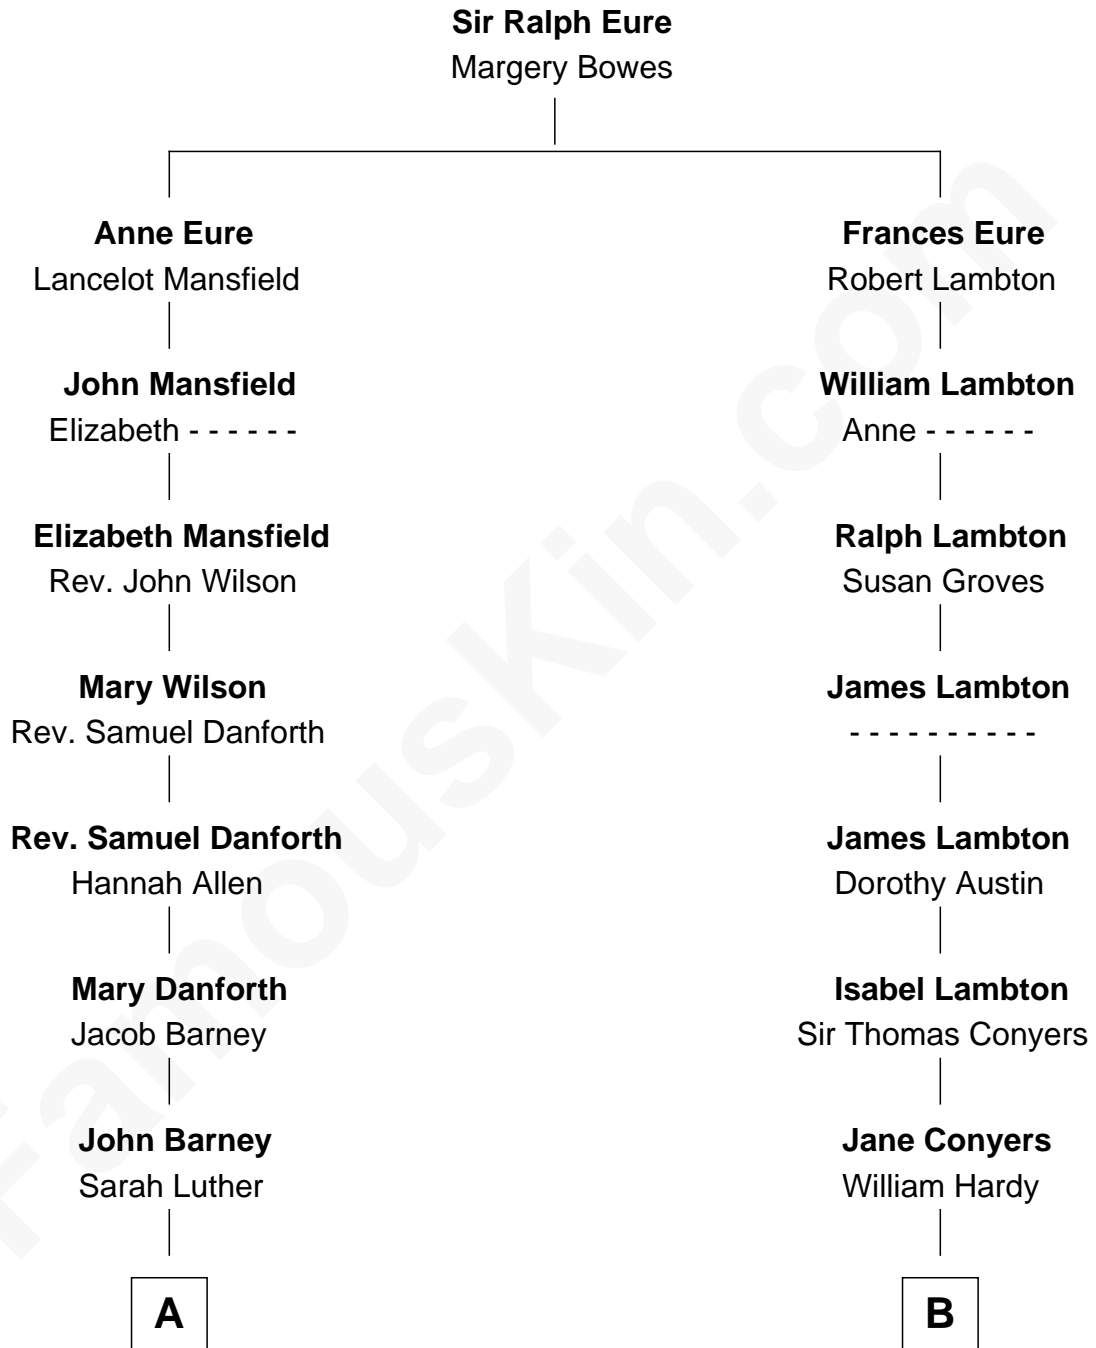 Sir Ralph Eure
Margery Bowes
Anne Eure
Lancelot Mansfield
Frances Eure
Robert Lambton
John Mansfield
Elizabeth - - - - - -
William Lambton
Anne - - - - - -
Elizabeth Mansfield
Rev. John Wilson
Ralph Lambton
Susan Groves
Mary Wilson
Rev. Samuel Danforth
James Lambton
- - - - - - - - - -
Rev. Samuel Danforth
Hannah Allen
James Lambton
Dorothy Austin
Mary Danforth
Jacob Barney
Isabel Lambton
Sir Thomas Conyers
John Barney
Sarah Luther
Jane Conyers
William Hardy
A
B
FamousKin.com